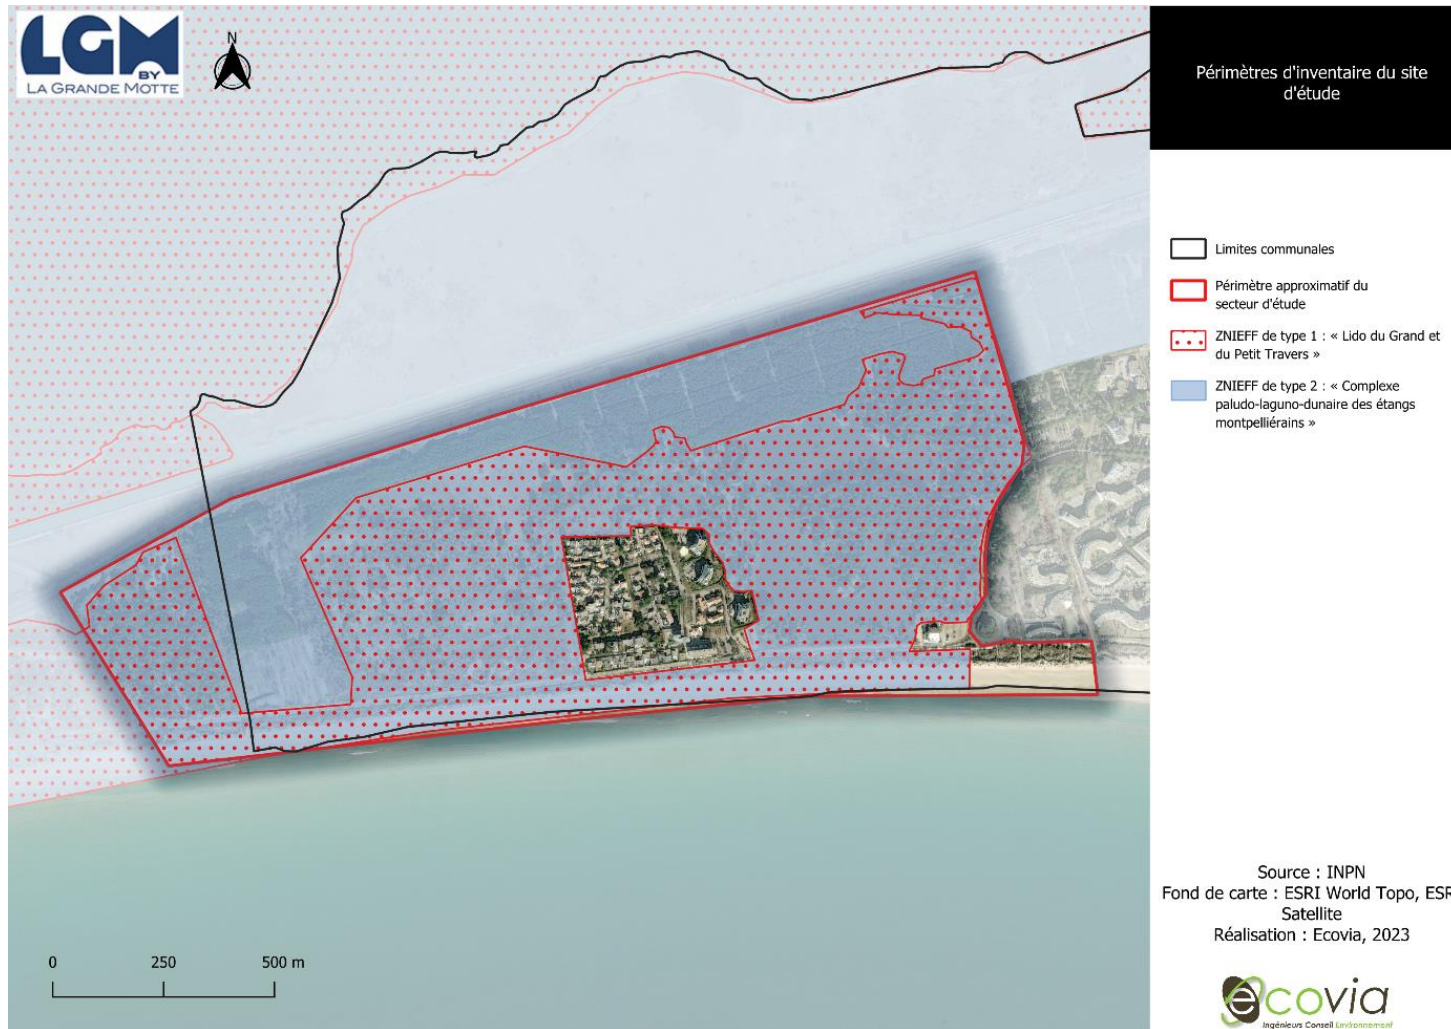 LGM
BY
LA GRANDE MOTTE
N
Périmètres d'inventaire du site
d'étude
Limites communales
Périmètre approximatif du
secteur d'étude
ZNIEFF de type 1 : « Lido du Grand et
du Petit Travers »
ZNIEFF de type 2 : « Complexe
paludo-laguno-dunaire des étangs
montpelliérains »
0 250 500 m
Source : INPN
Fond de carte : ESRI World Topo, ESR
Satellite
Réalisation : Ecovia, 2023
ecovia
Ingénieurs Conseil Environnement